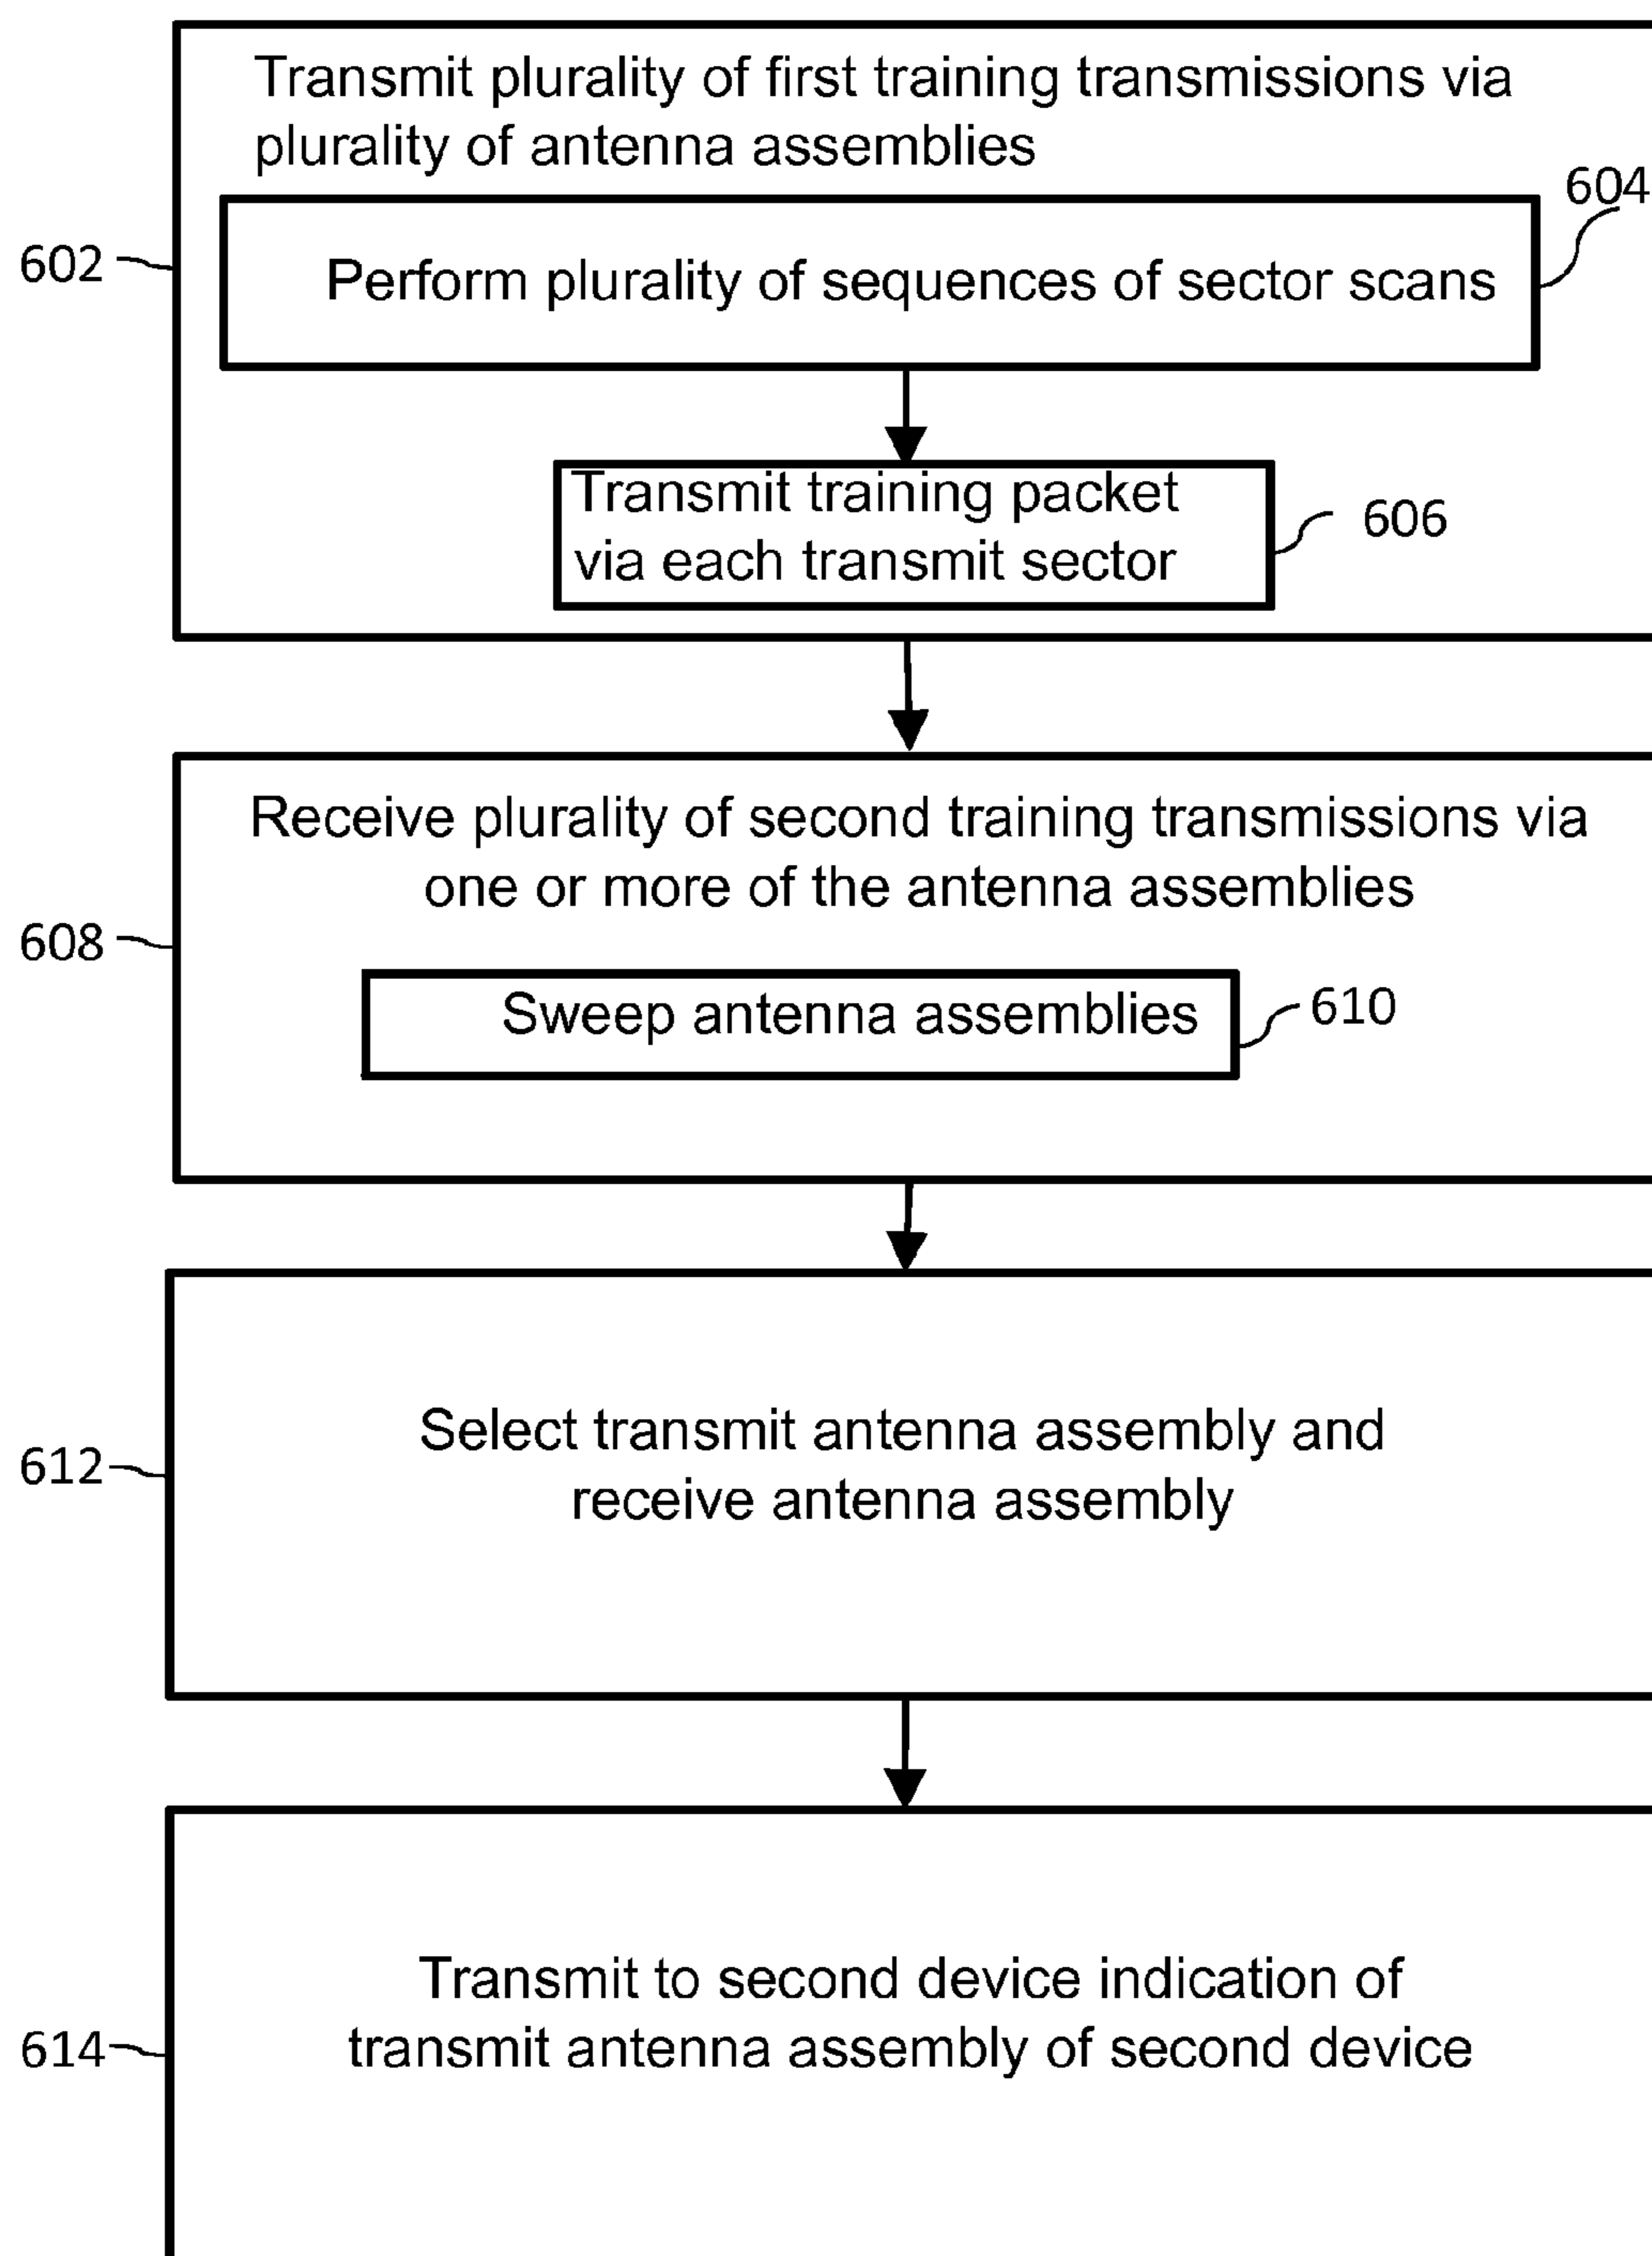 Transmit plurality of first training transmissions via
plurality of antenna assemblies
604
602
Perform plurality of sequences of sector scans
Transmit training packet
via each transmit sector
606
Receive plurality of second training transmissions via
one or more of the antenna assemblies
608
Sweep antenna assemblies
610
Select transmit antenna assembly and
receive antenna assembly
612
Transmit to second device indication of
transmit antenna assembly of second device
614